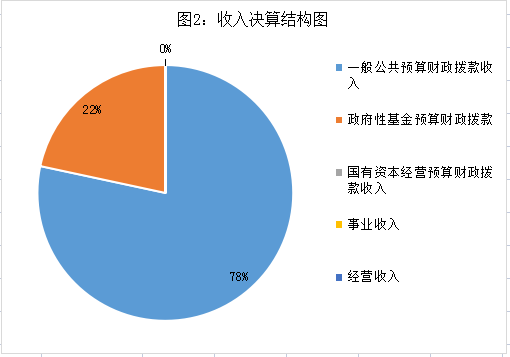 图2：收入决算结构图
0%
22%
78%
一般公共预算财政拨款收
入
政府性基金预算财政拨款
国有资本经营预算财政拨
款收入
事业收入
经营收入